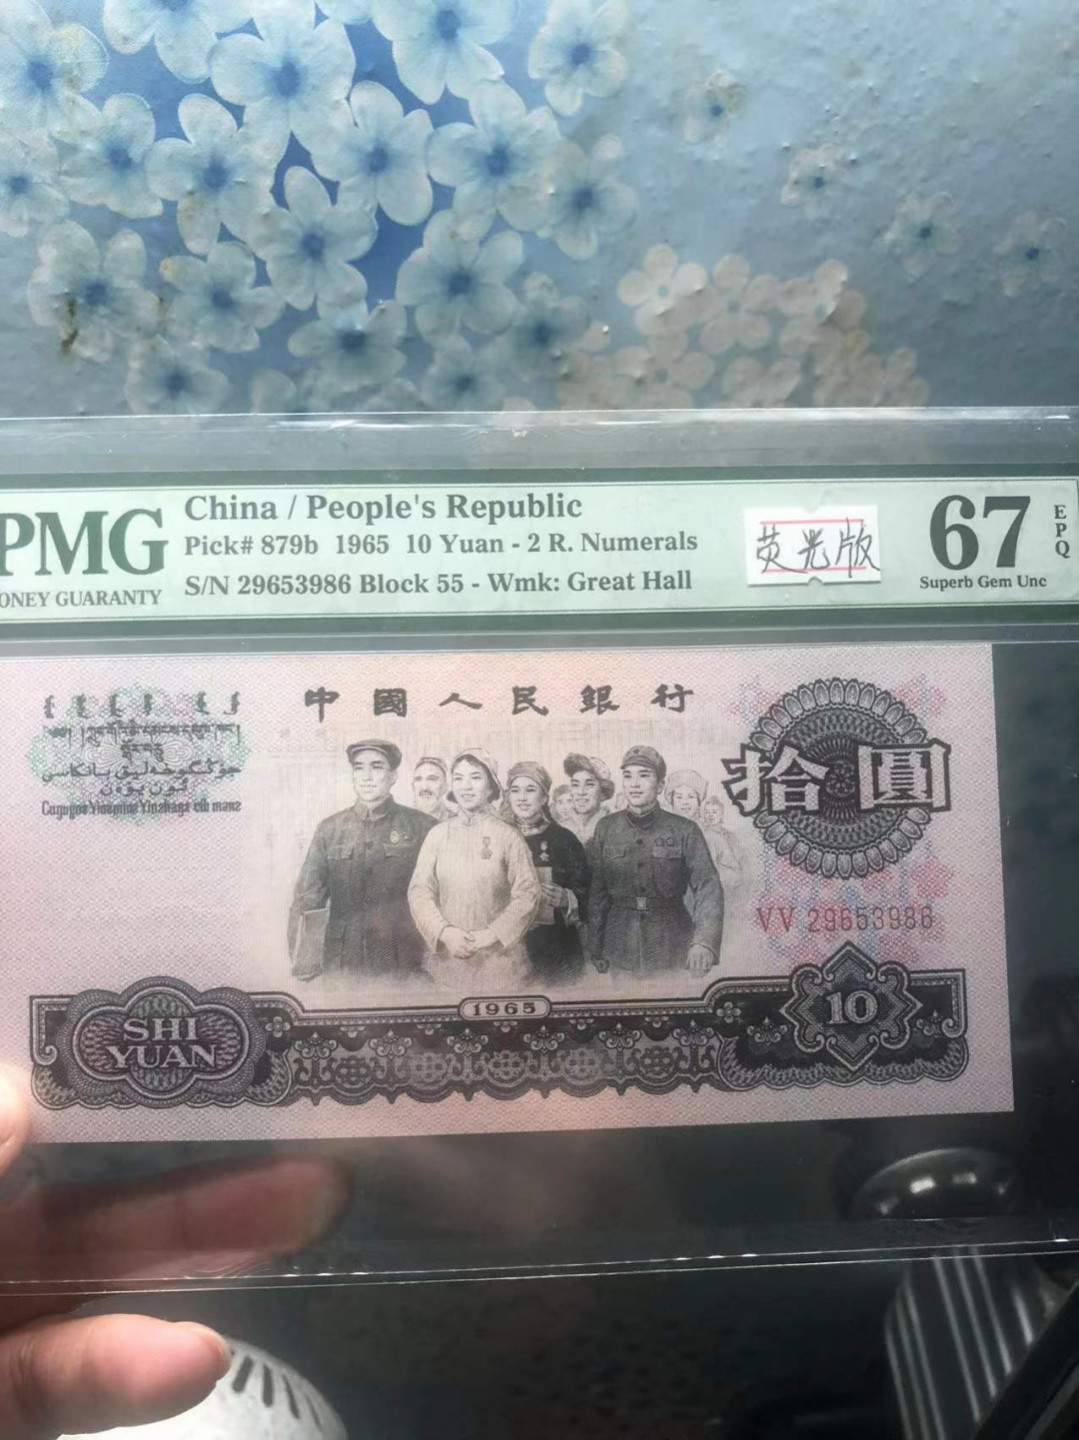 PMG
China / People's Republic
Pick# 879b 1965 10 Yuan - 2 R. Numerals
S/N 29653986 Block 55 - Wmk: Great Hall
ONEY GUARANTY
荧光版
67
EPQ
Superb Gem Unc
中國人民銀行
拾圓
VV 29653986
1965
SHI
YUAN
10